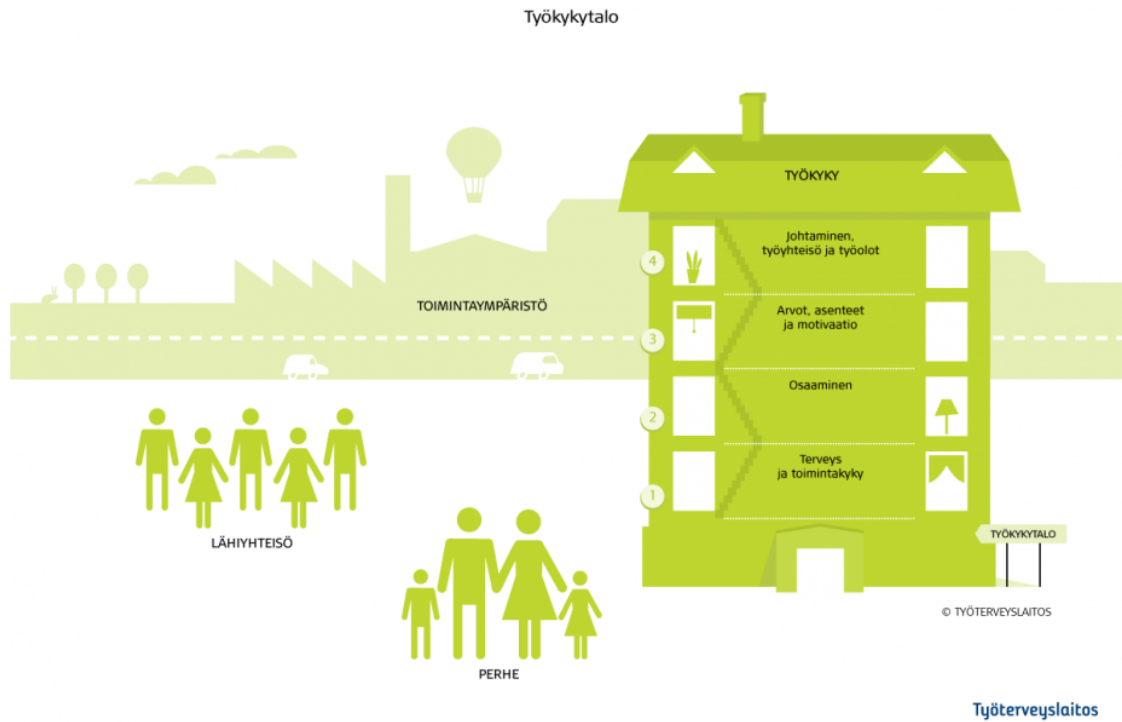 Työkykytalo
TYÖKYKY
4
Johtaminen,
työyhteisö ja työolot
TOIMINTAYMPÄRISTÖ
3
Arvot, asenteet
ja motivaatio
2
Osaaminen
1
Terveys
ja toimintakyky
LÄHIYHTEISÖ
TYÖKYKYTALO
© TYÖTERVEYSLAITOS
PERHE
Työterveyslaitos